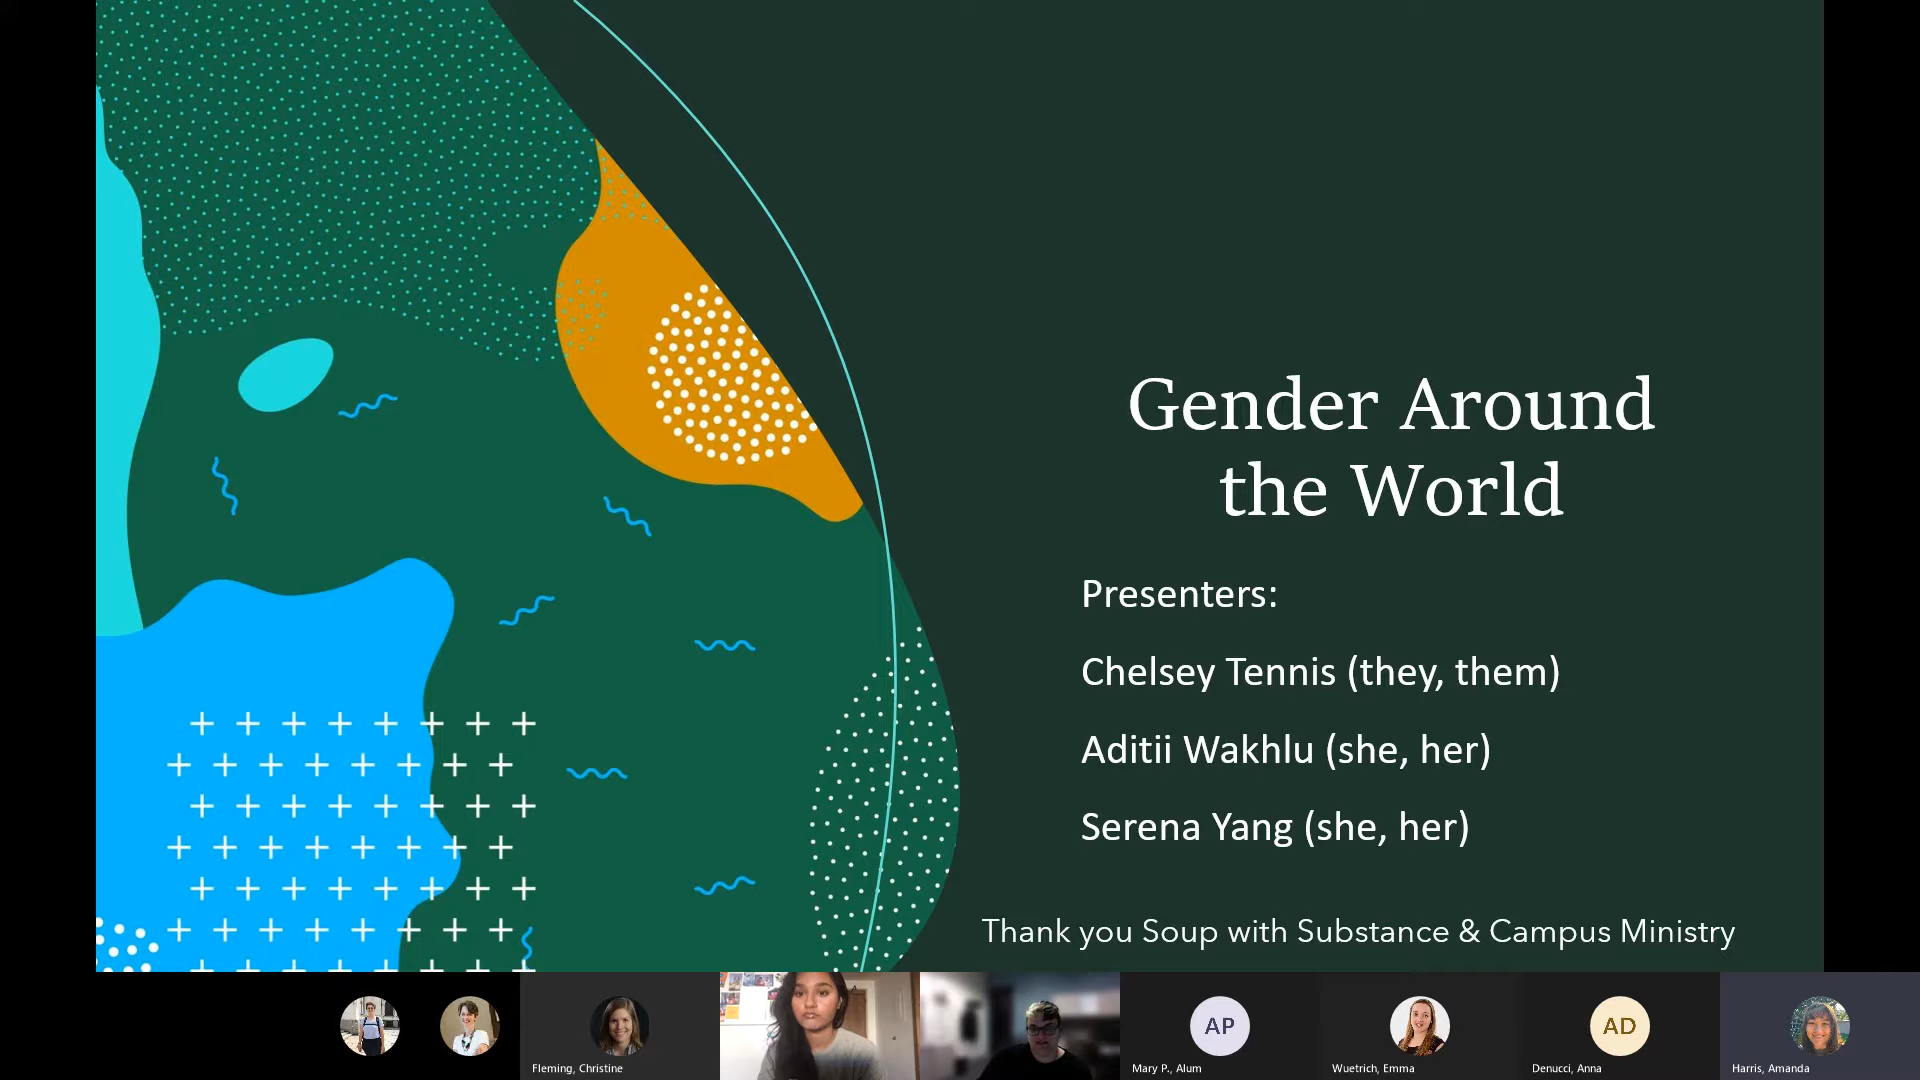 Gender Around
the World
Presenters:
Chelsey Tennis (they, them)
Aditii Wakhlu (she, her)
Serena Yang (she, her)
Thank you Soup with Substance & Campus Ministry
AP
AD
Fleming, Christine
Mary P., Alum
Wuetrich, Emma
Denucci, Anna
Harris, Amanda